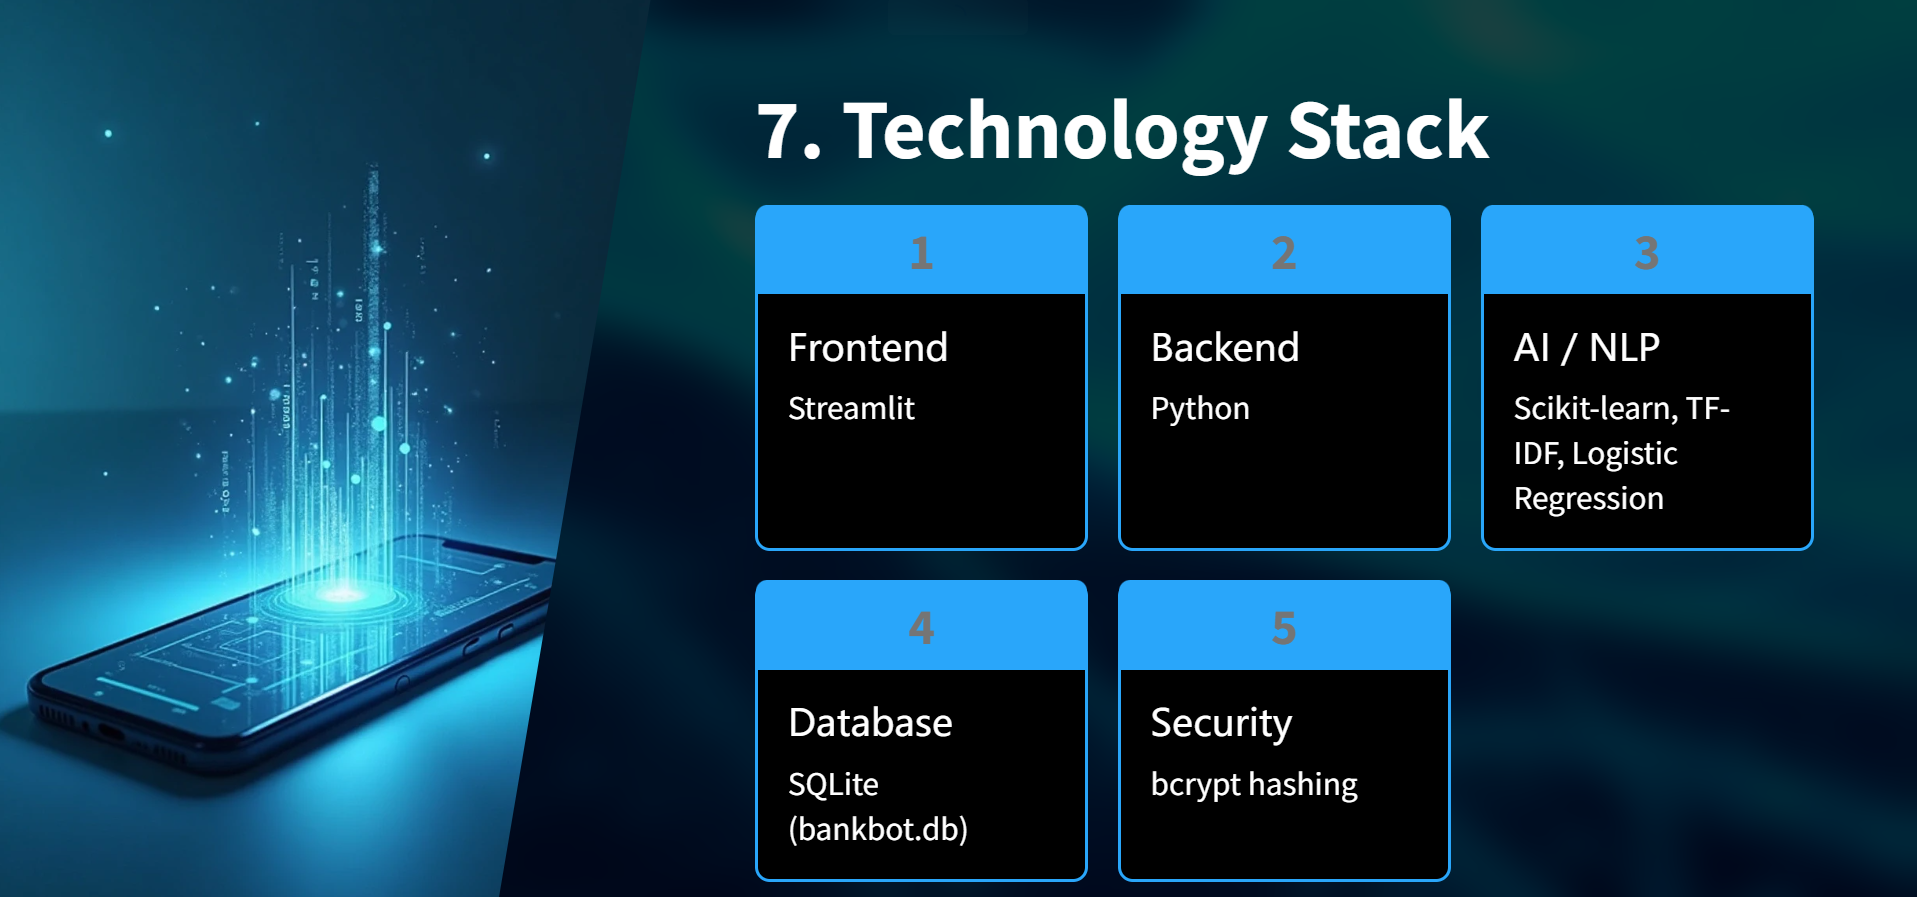 7. Technology Stack
1
Frontend
Streamlit
2
Backend
Python
3
AI / NLP
Scikit-learn, TF-
IDF, Logistic
Regression
4
Database
SQLite
(bankbot.db)
5
Security
bcrypt hashing